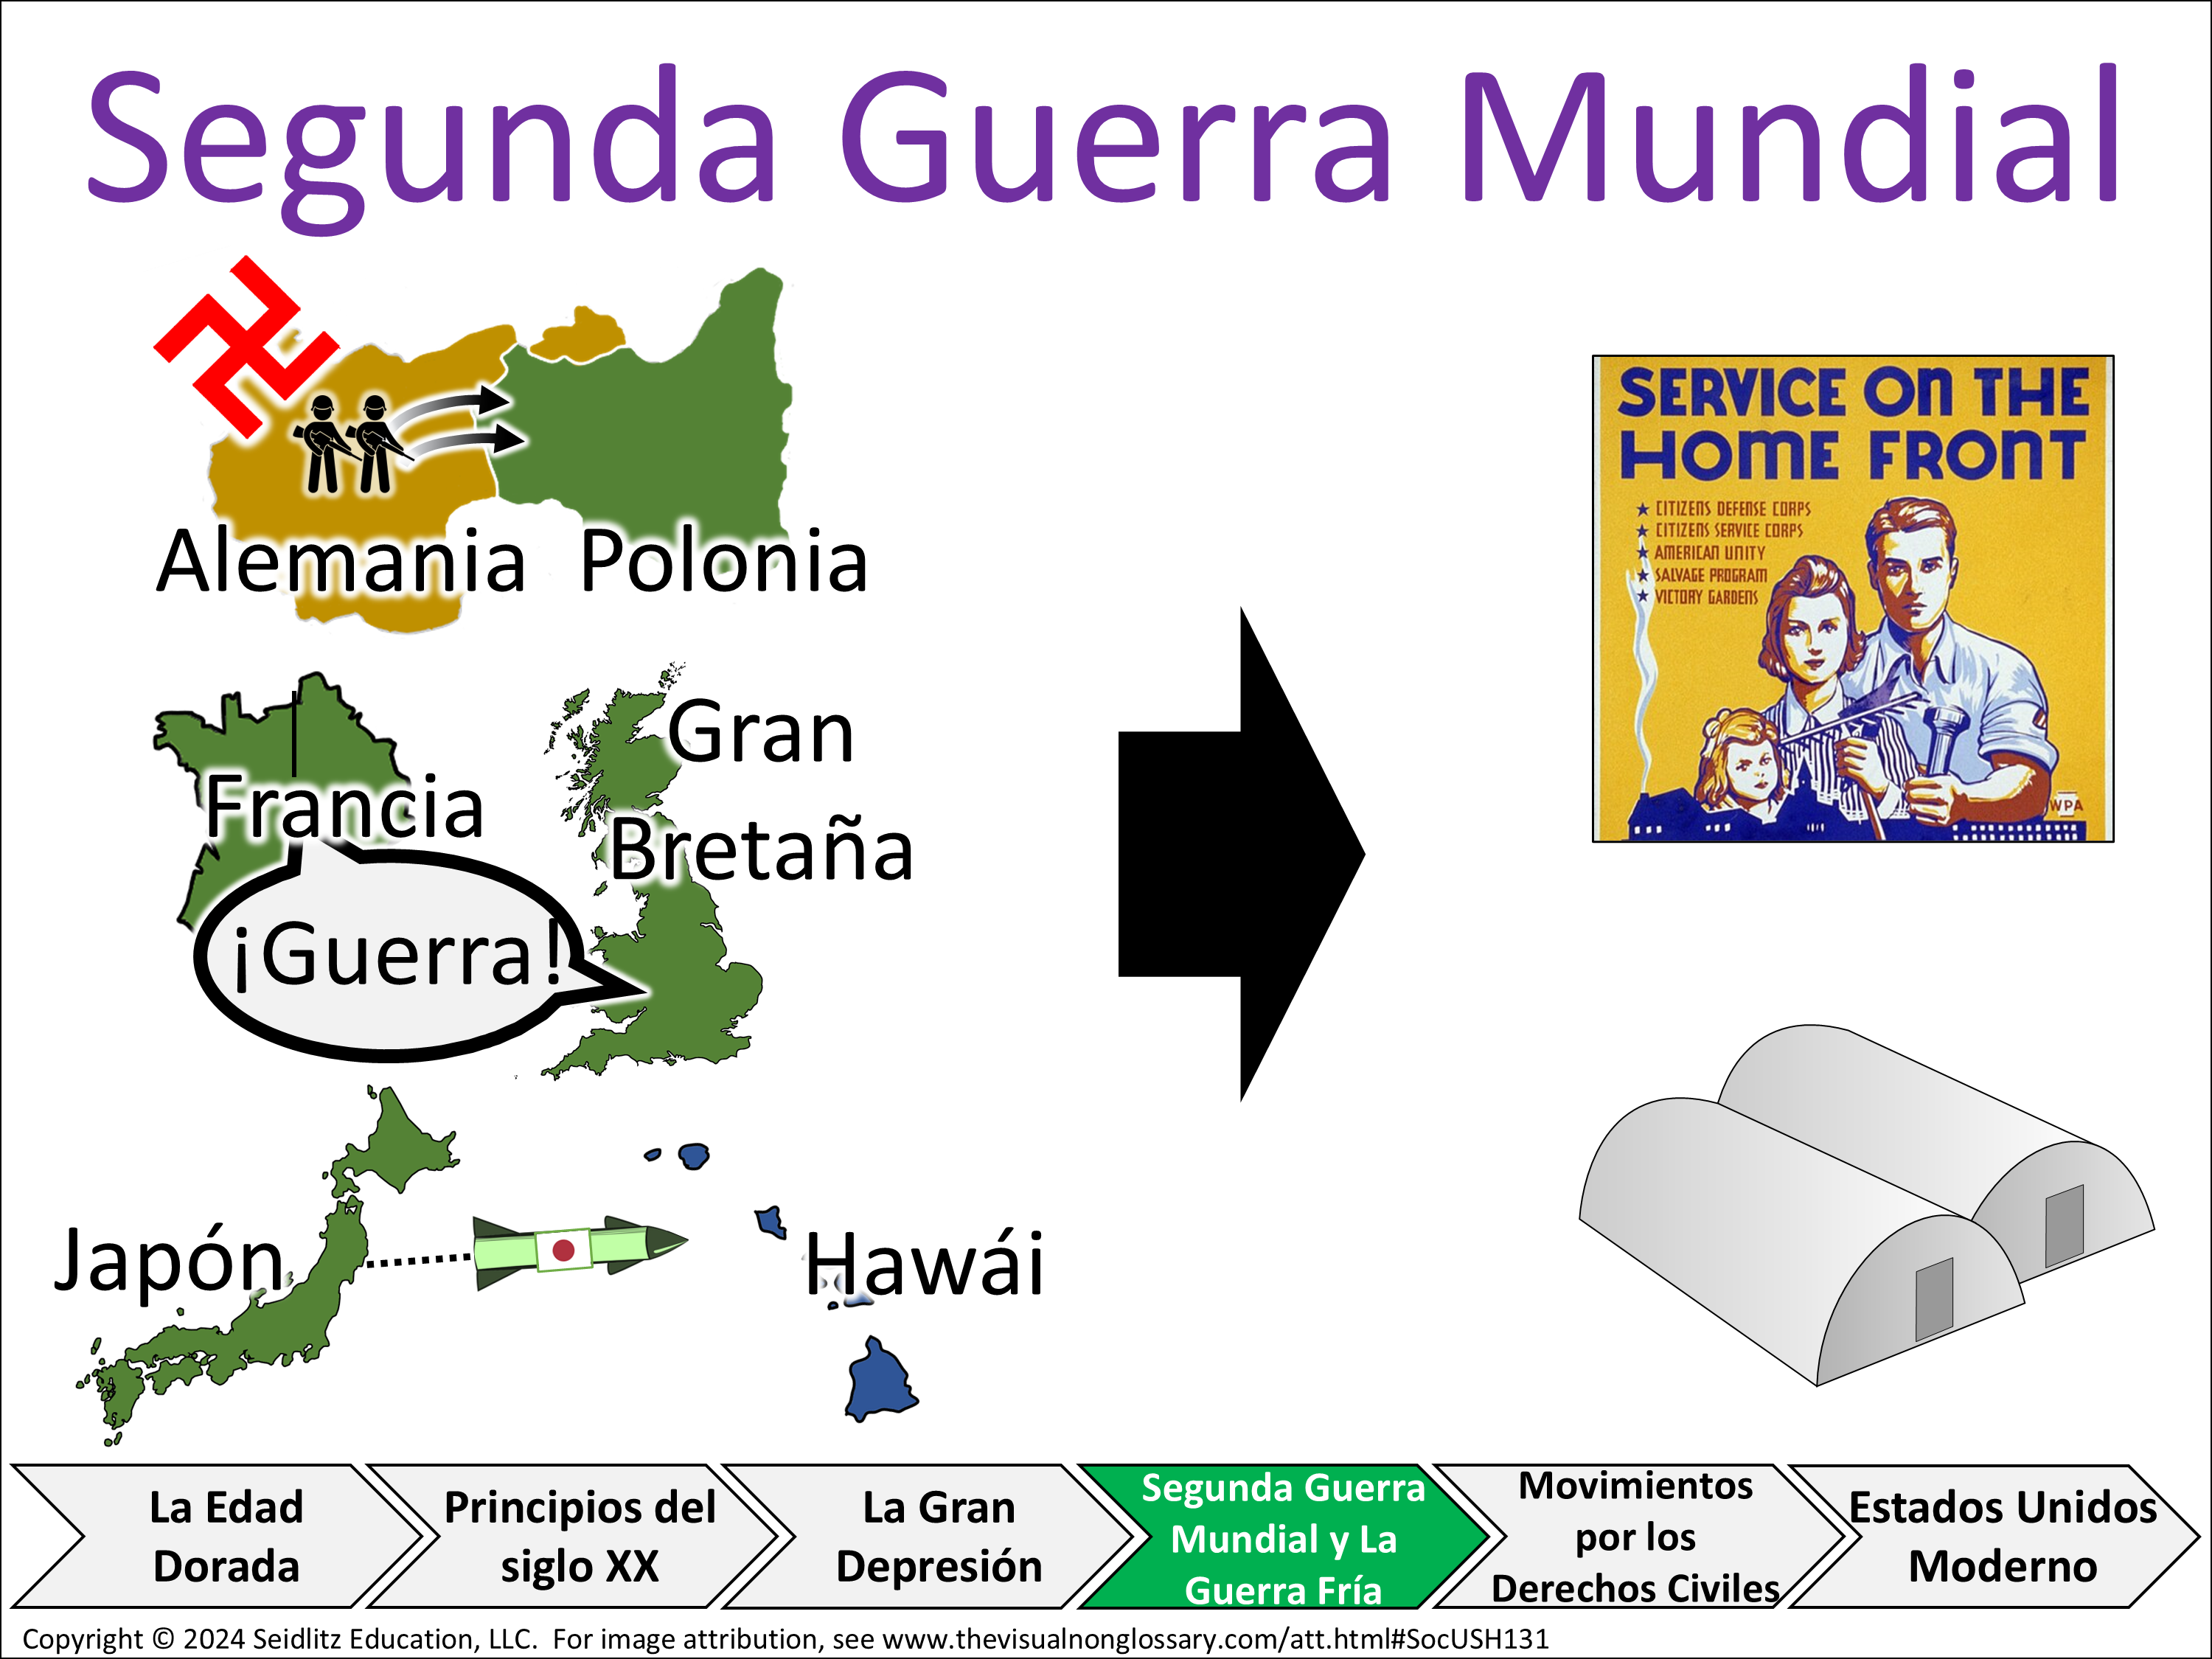 Segunda Guerra Mundial
Alemania
Polonia
Francia
Gran
Bretaña
¡Guerra!
Japón
Hawái
SERVICE On THE
HOmE FROnT
★ CITIZENS DEFENSE CORPS
★ CITIZENS SERVICE CORPS
★ AMERICAN UNITY
★ SALVAGE PROGRAM
★ VICTORY GARDENS
WPA
La Edad
Dorada
Principios del
siglo XX
La Gran
Depresión
Segunda Guerra
Mundial y La
Guerra Fría
Movimientos
por los
Derechos Civiles
Estados Unidos
Moderno
Copyright © 2024 Seidlitz Education, LLC.  For image attribution, see www.thevisualnonglossary.com/att.html#SocUSH131